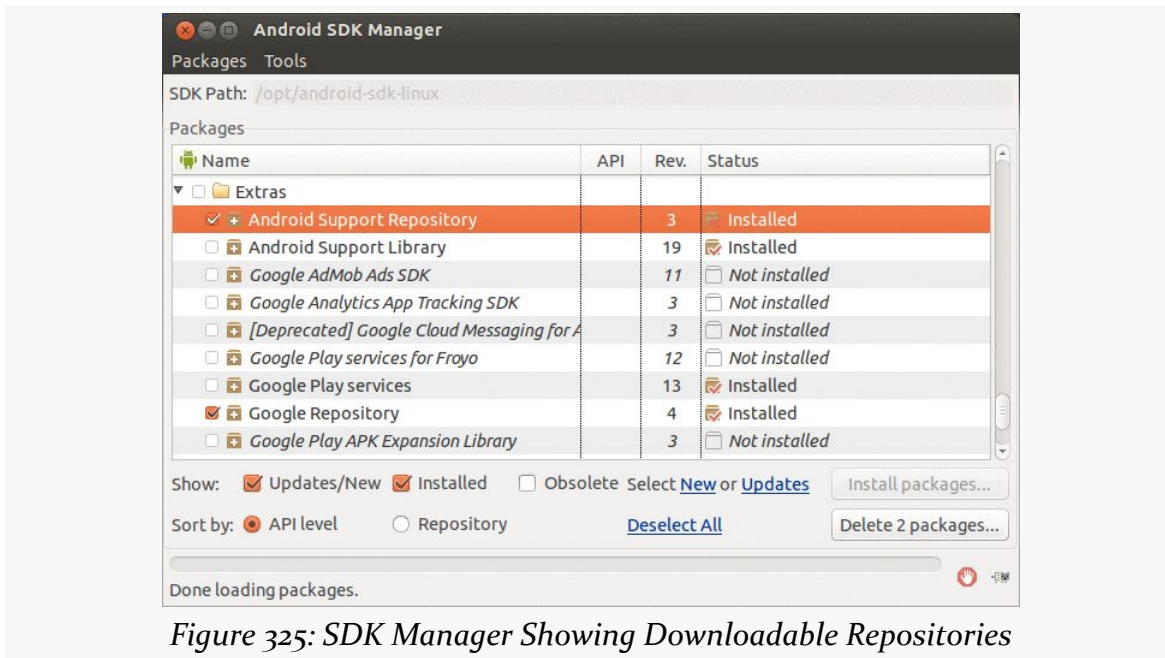 Android SDK Manager
Packages Tools
SDK Path: /opt/android-sdk-linux
Packages
Name API Rev. Status
Extras
Android Support Repository 3 Installed
Android Support Library 19 Installed
Google AdMob Ads SDK 11 Not installed
Google Analytics App Tracking SDK 3 Not installed
[Deprecated] Google Cloud Messaging for A 3 Not installed
Google Play services for Froyo 12 Not installed
Google Play services 13 Installed
Google Repository 4 Installed
Google Play APK Expansion Library 3 Not installed
Show: Updates/New Installed Obsolete Select New or Updates Install packages...
Sort by: API level Repository Deselect All Delete 2 packages...
Done loading packages.
Figure 325: SDK Manager Showing Downloadable Repositories